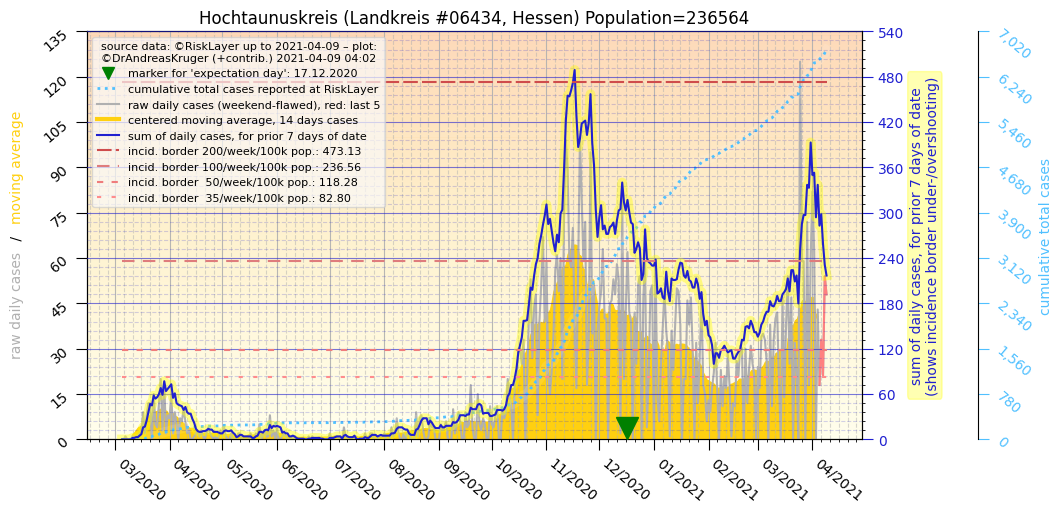 Hochtaunuskreis (Landkreis #06434, Hessen) Population=236564
source data: ©RiskLayer up to 2021-04-09 – plot:
©DrAndreasKruger (+contrib.) 2021-04-09 04:02
marker for 'expectation day': 17.12.2020
cumulative total cases reported at RiskLayer
raw daily cases (weekend-flawed), red: last 5
centered moving average, 14 days cases
sum of daily cases, for prior 7 days of date
incid. border 200/week/100k pop.: 473.13
incid. border 100/week/100k pop.: 236.56
incid. border  50/week/100k pop.: 118.28
incid. border  35/week/100k pop.: 82.80
raw daily cases / moving average
135
120
105
90
75
60
45
30
15
0
03/2020
04/2020
05/2020
06/2020
07/2020
08/2020
09/2020
10/2020
11/2020
12/2020
01/2021
02/2021
03/2021
04/2021
540
480
420
360
300
240
180
120
60
0
sum of daily cases, for prior 7 days of date
(shows incidence border under-/overshooting)
7,020
6,240
5,460
4,680
3,900
3,120
2,340
1,560
780
0
cumulative total cases